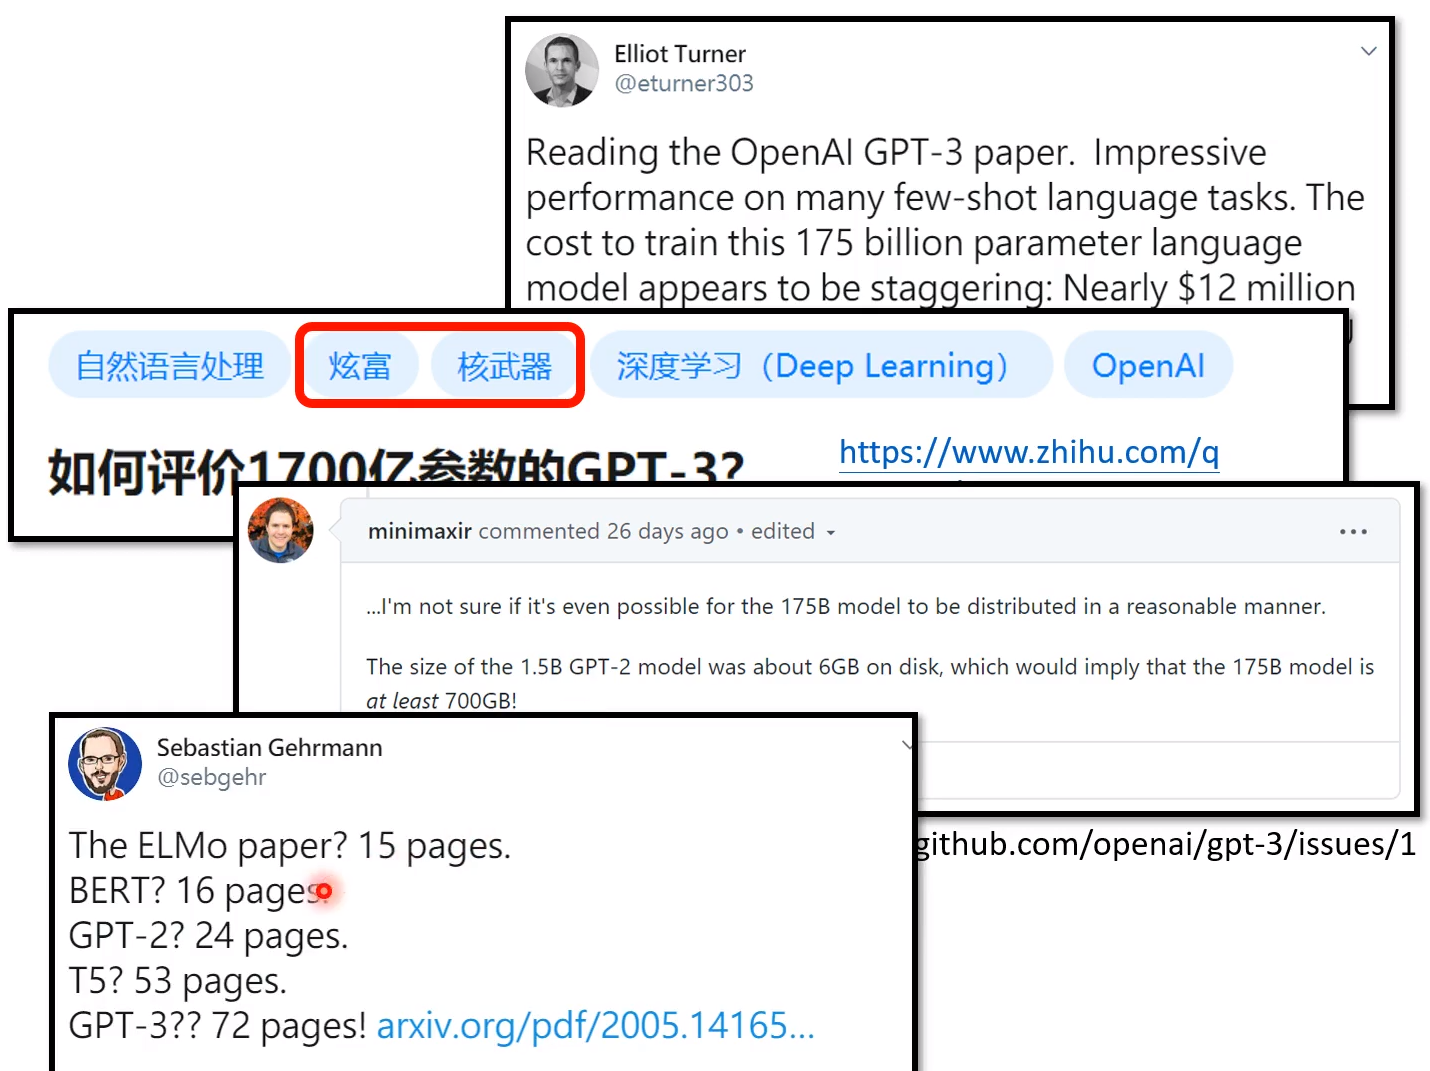 Elliot Turner
@eturner303
Reading the OpenAI GPT-3 paper. Impressive
performance on many few-shot language tasks. The
cost to train this 175 billion parameter language
model appears to be staggering: Nearly $12 million
自然语言处理
炫富
核武器
深度学习（Deep Learning）
OpenAI
如何评价1700亿参数的GPT-3?
https://www.zhihu.com/q
minimaxir commented 26 days ago • edited
...I'm not sure if it's even possible for the 175B model to be distributed in a reasonable manner.
The size of the 1.5B GPT-2 model was about 6GB on disk, which would imply that the 175B model is
at least 700GB!
Sebastian Gehrmann
@sebgehr
The ELMo paper? 15 pages.
BERT? 16 pages.
GPT-2? 24 pages.
T5? 53 pages.
GPT-3?? 72 pages! arxiv.org/pdf/2005.14165...
github.com/openai/gpt-3/issues/1